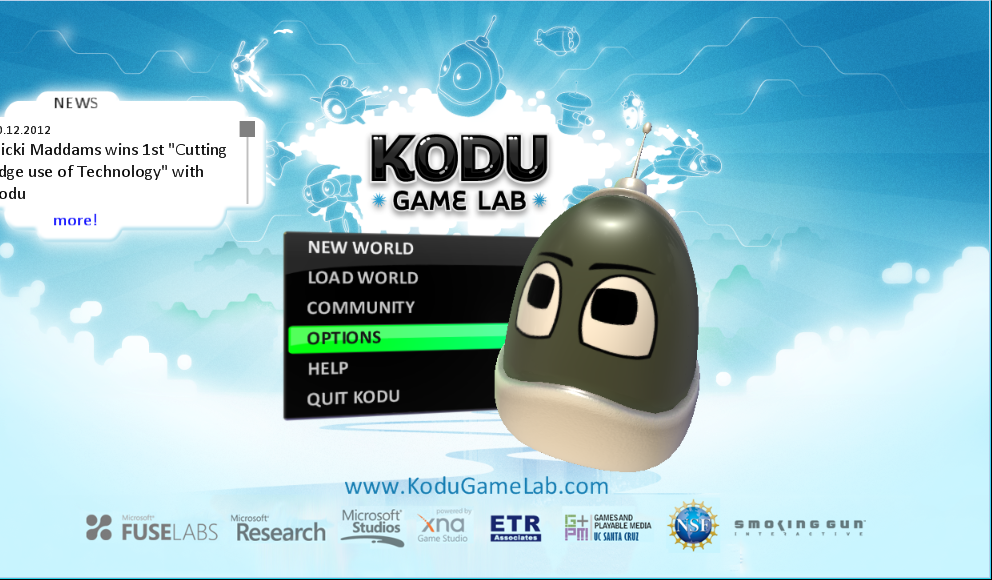 NEWS
0.12.2012
icki Maddams wins 1st "Cutting
dge use of Technology" with
odu
more!
KODU
GAME LAB
NEW WORLD
LOAD WORLD
COMMUNITY
OPTIONS
HELP
QUIT KODU
www.KoduGameLab.com
Microsoft®
FUSELABS
Microsoft®
Research
Microsoft®
Studios
powered by
xna
Game Studio
ETR
Associates
G+PM
GAMES AND
PLAYABLE MEDIA
UC SANTA CRUZ
NSF
SMOKING GUN
INTERACTIVE